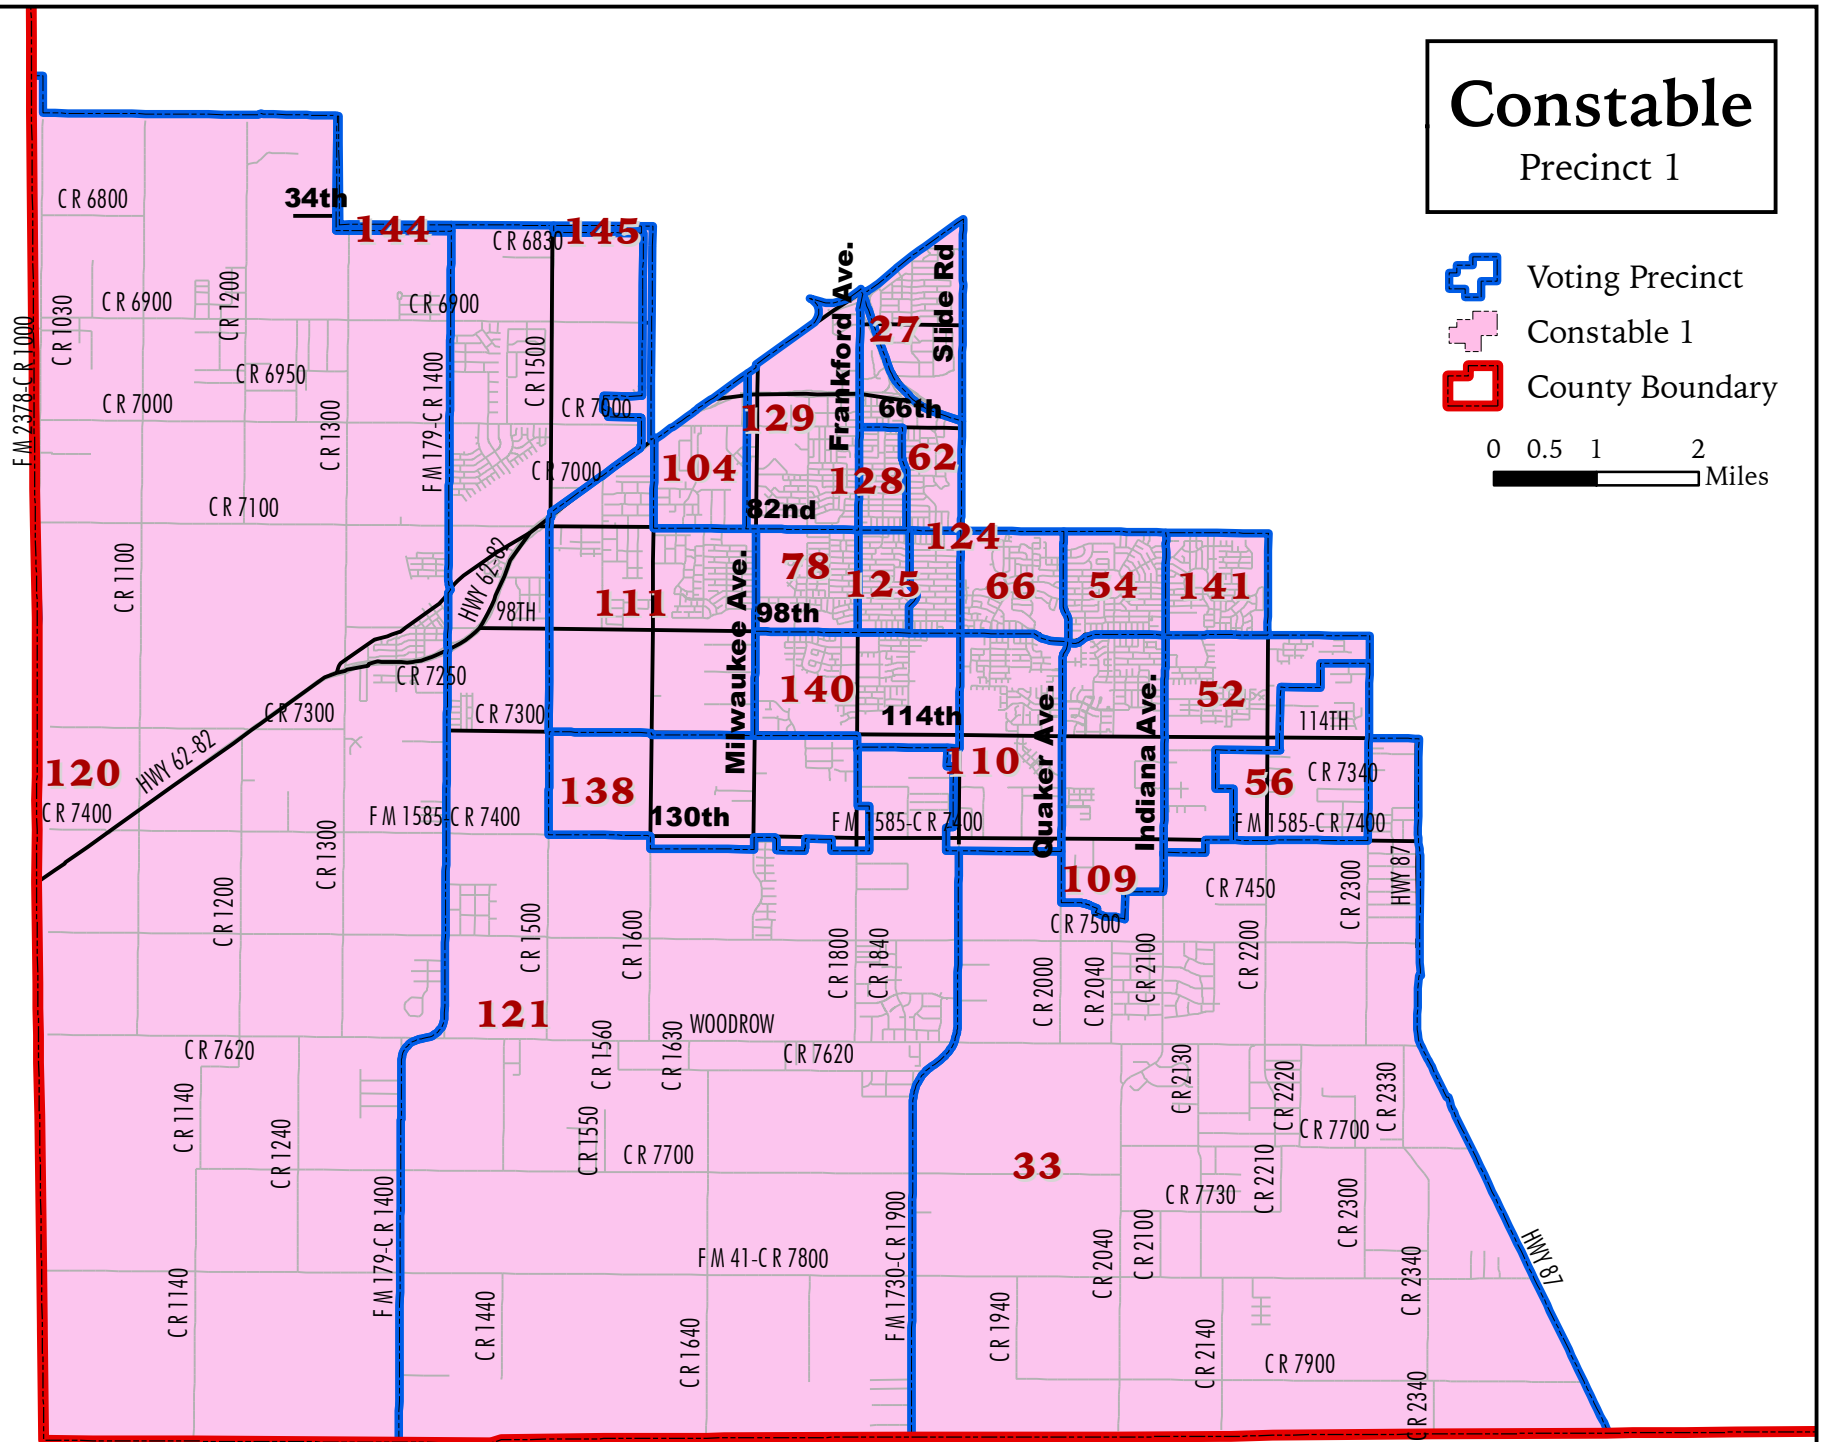 Constable
Precinct 1
Voting Precinct
Constable 1
County Boundary
0 0.5 1 2
Miles
CR 6800
34th
144
145
CR 6830
Frankford Ave.
Slide Rd
CR 1030
CR 6900
CR 1200
CR 6900
27
FM 2378-CR 1000
CR 6950
CR 1500
FM 179-CR 1400
CR 7000
CR 1300
CR 7000
129
66th
104
CR 7000
128
62
CR 7100
82nd
124
CR 1100
HWY 62-82
78
125
66
54
141
98TH
111
98th
Milwaukee Ave.
CR 7250
140
52
CR 7300
CR 7300
114th
114TH
Quaker Ave.
Indiana Ave.
120
HWY 62-82
110
138
56
CR 7340
CR 7400
FM 1585-CR 7400
130th
FM 1585-CR 7400
FM 1585-CR 7400
CR 1300
109
HWY 87
CR 7450
CR 2300
CR 1200
CR 7500
CR 1500
CR 1600
CR 1800
CR 1840
CR 2000
CR 2040
CR 2100
CR 2200
121
WOODROW
CR 7620
CR 1560
CR 1630
CR 7620
CR 2130
CR 2220
CR 2330
CR 1140
CR 1240
CR 1550
CR 7700
CR 7700
33
CR 2210
CR 7730
CR 2300
FM 179-CR 1400
FM 1730-CR 1900
FM 41-CR 7800
CR 2040
CR 2100
HWY 87
CR 2340
CR 1140
CR 1440
CR 1640
CR 1940
CR 2140
CR 7900
CR 2340